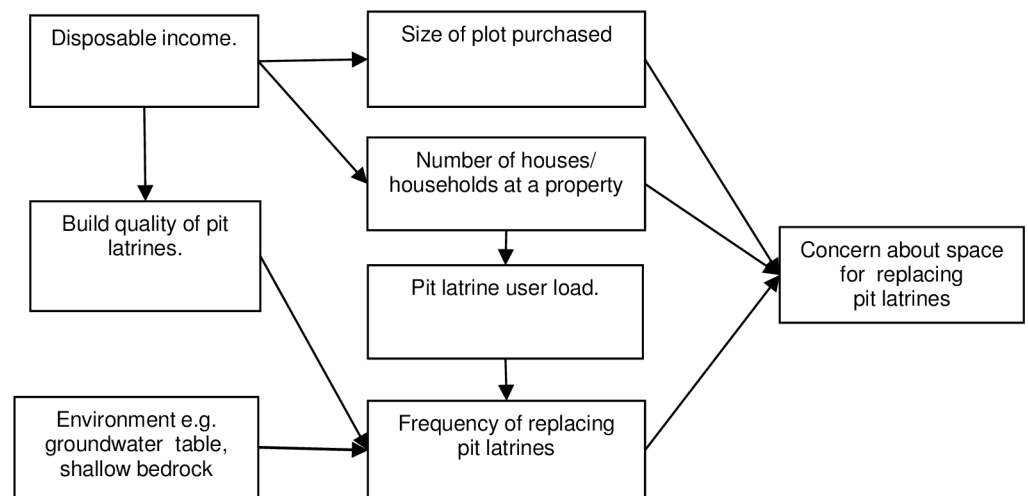 Disposable income.
Size of plot purchased
Number of houses/
households at a property
Build quality of pit
latrines.
Pit latrine user load.
Concern about space
for replacing
pit latrines
Environment e.g.
groundwater table,
shallow bedrock
Frequency of replacing
pit latrines